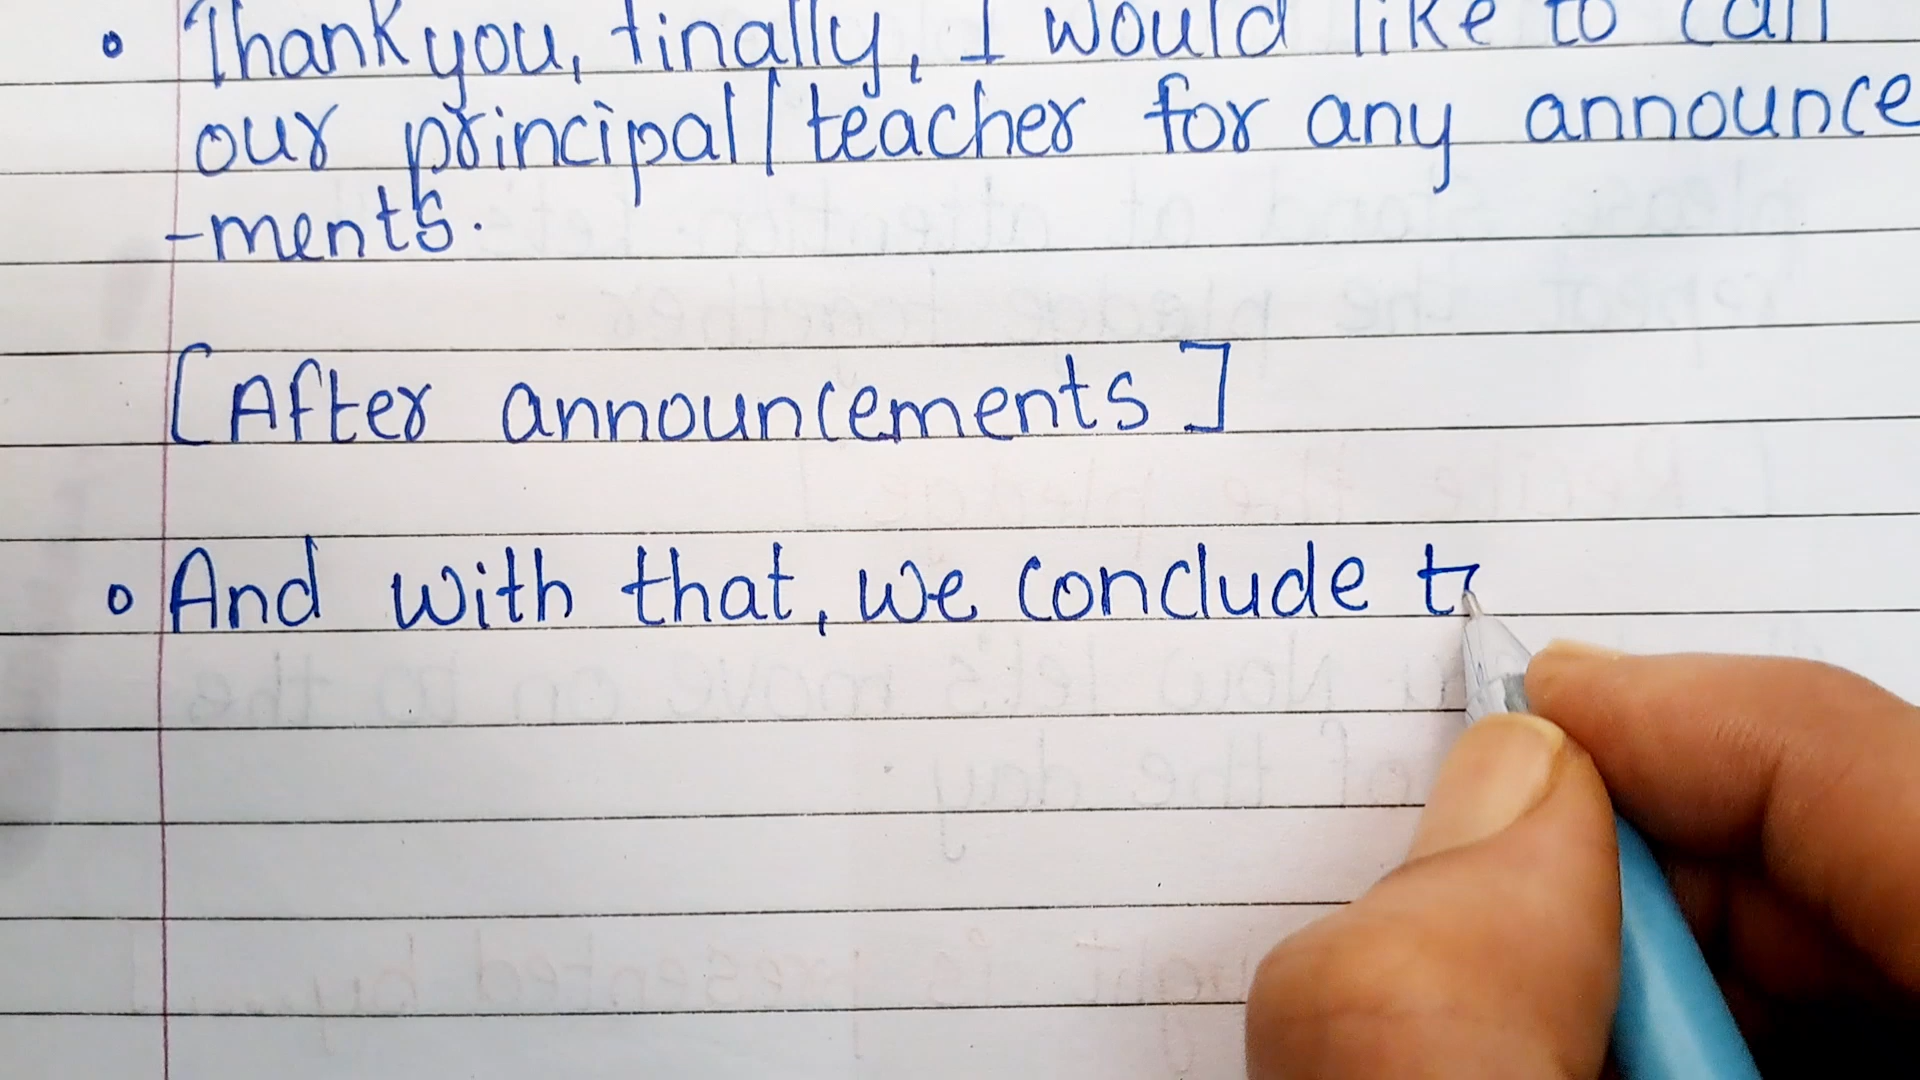 • Thank you, finally, I would like to call
our principal/teacher for any announce
-ments.
[After announcements]
• And with that, we conclude t